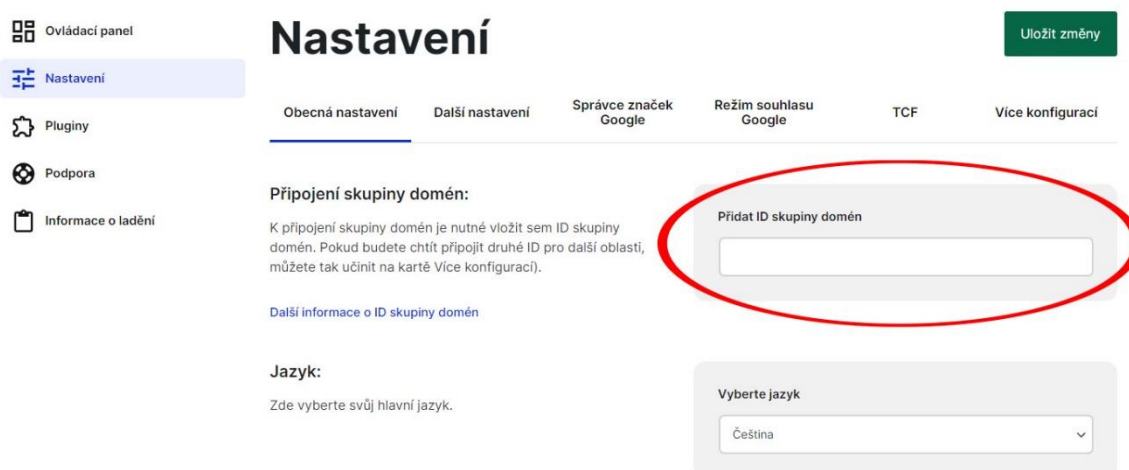 Ovládací panel
Nastavení
Pluginy
Podpora
Informace o ladění
Nastavení
Uložit změny
Obecná nastavení
Další nastavení
Správce značek
Google
Režim souhlasu
Google
TCF
Více konfigurací
Připojení skupiny domén:
K připojení skupiny domén je nutné vložit sem ID skupiny
domén. Pokud budete chtít připojit druhé ID pro další oblasti,
můžete tak učinit na kartě Více konfigurací).
Další informace o ID skupiny domén
Přidat ID skupiny domén
Jazyk:
Zde vyberte svůj hlavní jazyk.
Vyberte jazyk
Čeština